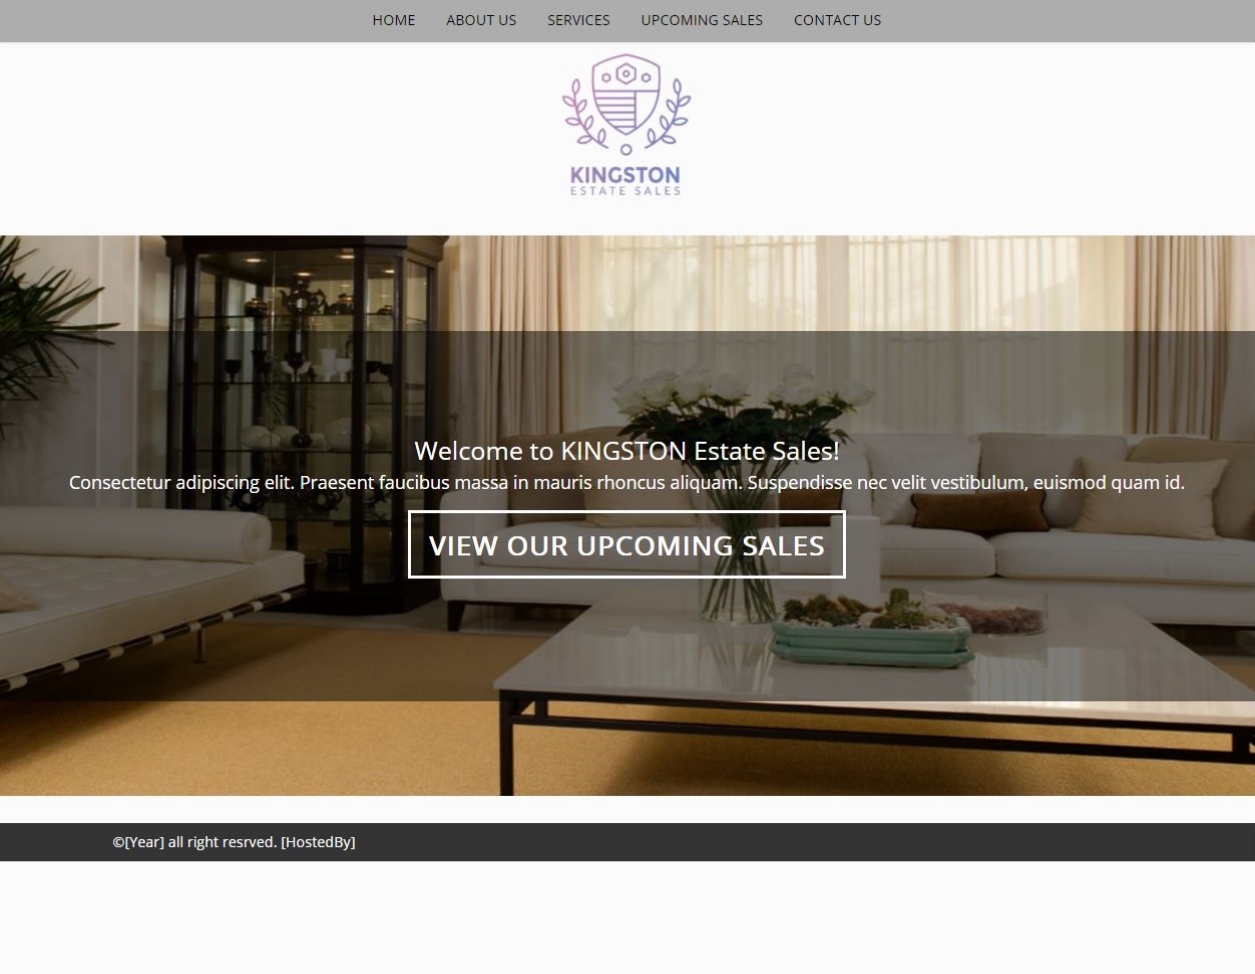 HOME ABOUT US SERVICES UPCOMING SALES CONTACT US
KINGSTON
ESTATE SALES
Welcome to KINGSTON Estate Sales!
Consectetur adipiscing elit. Praesent faucibus massa in mauris rhoncus aliquam. Suspendisse nec velit vestibulum, euismod quam id.
VIEW OUR UPCOMING SALES
©[Year] all right resrved. [HostedBy]